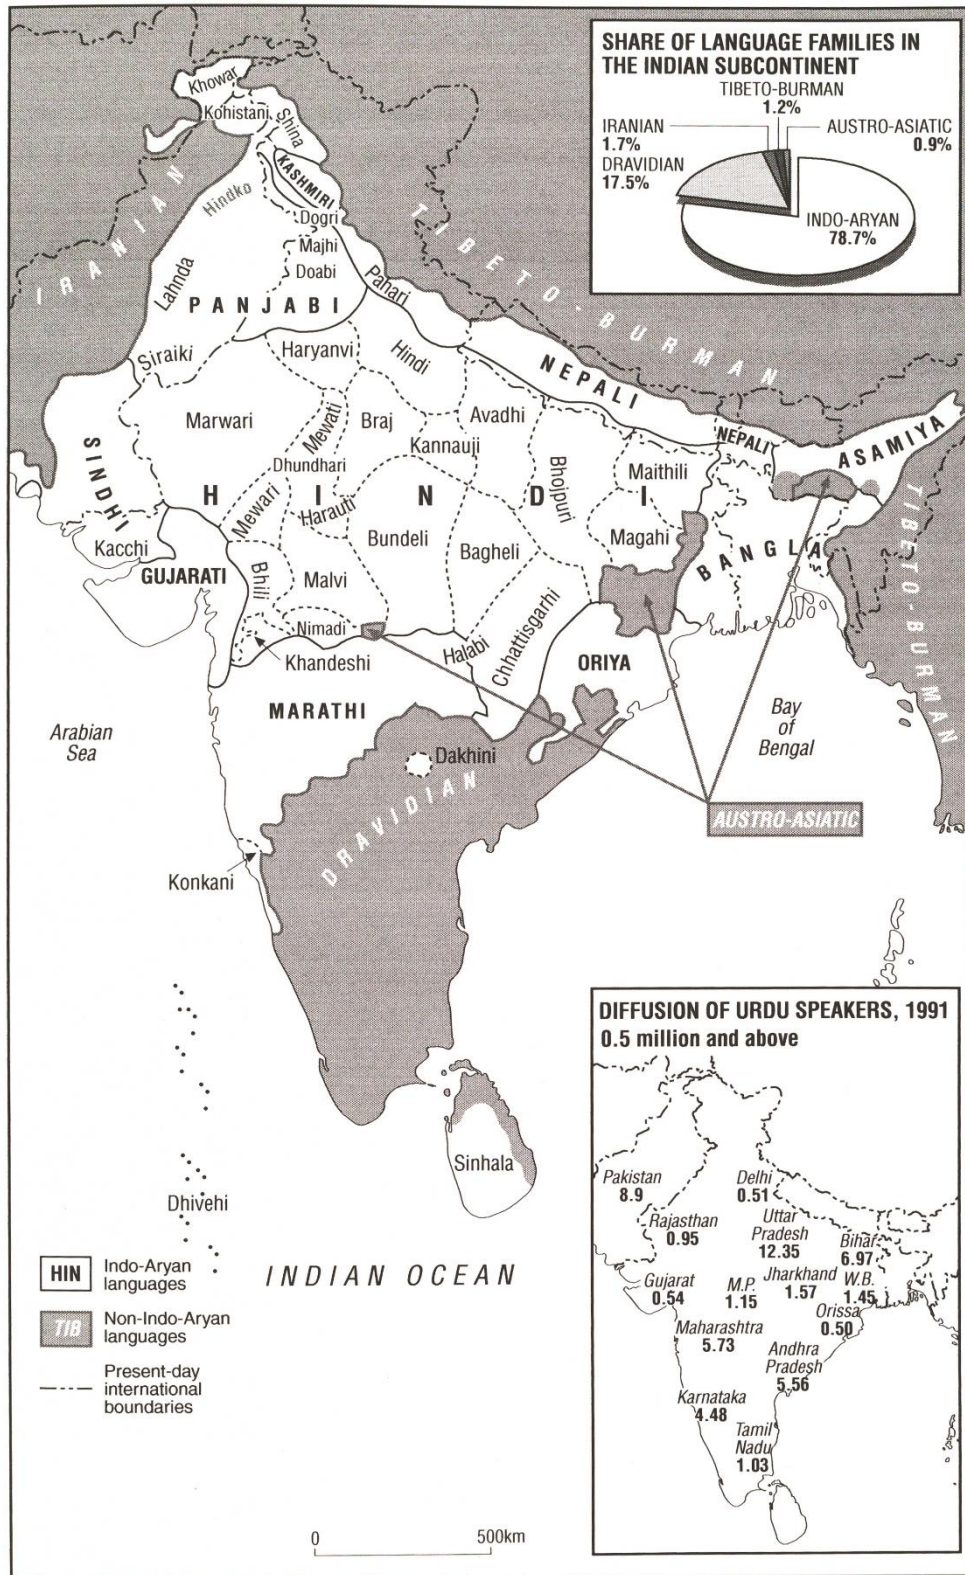 SHARE OF LANGUAGE FAMILIES IN
THE INDIAN SUBCONTINENT
TIBETO-BURMAN
1.2%
IRANIAN
1.7%
AUSTRO-ASIATIC
0.9%
DRAVIDIAN
17.5%
INDO-ARYAN
78.7%
Khowar
Kohistani
Shina
KASHMIRI
Hindko
Dogri
Majhi
Doabi
Lahnda
PANJABI
Pahari
IRANIAN
TIBETO-BURMAN
Siraiki
Haryanvi
Hindi
NEPALI
Marwari
Mewati
Braj
Avadhi
Kannauji
NEPALI
ASAMIYA
SINDHI
Dhundhari
Bhojpuri
Maithili
HINDI
Mewari
Harauti
Kacchi
Bundeli
Bagheli
Magahi
BANGLA
TIBETO-BURMAN
GUJARATI
Bhili
Malvi
Nimadi
Khandeshi
Halabi
Chhattisgarhi
ORIYA
MARATHI
Arabian
Sea
Bay
of
Bengal
Dakhini
DRAVIDIAN
AUSTRO-ASIATIC
Konkani
Sinhala
Dhivehi
INDIAN OCEAN
HIN
Indo-Aryan
languages
TIB
Non-Indo-Aryan
languages
Present-day
international
boundaries
0 500km
DIFFUSION OF URDU SPEAKERS, 1991
0.5 million and above
Pakistan
8.9
Delhi
0.51
Rajasthan
0.95
Uttar
Pradesh
12.35
Bihar
6.97
Gujarat
0.54
M.P.
1.15
Jharkhand
1.57
W.B.
1.45
Orissa
0.50
Maharashtra
5.73
Andhra
Pradesh
5.56
Karnataka
4.48
Tamil
Nadu
1.03